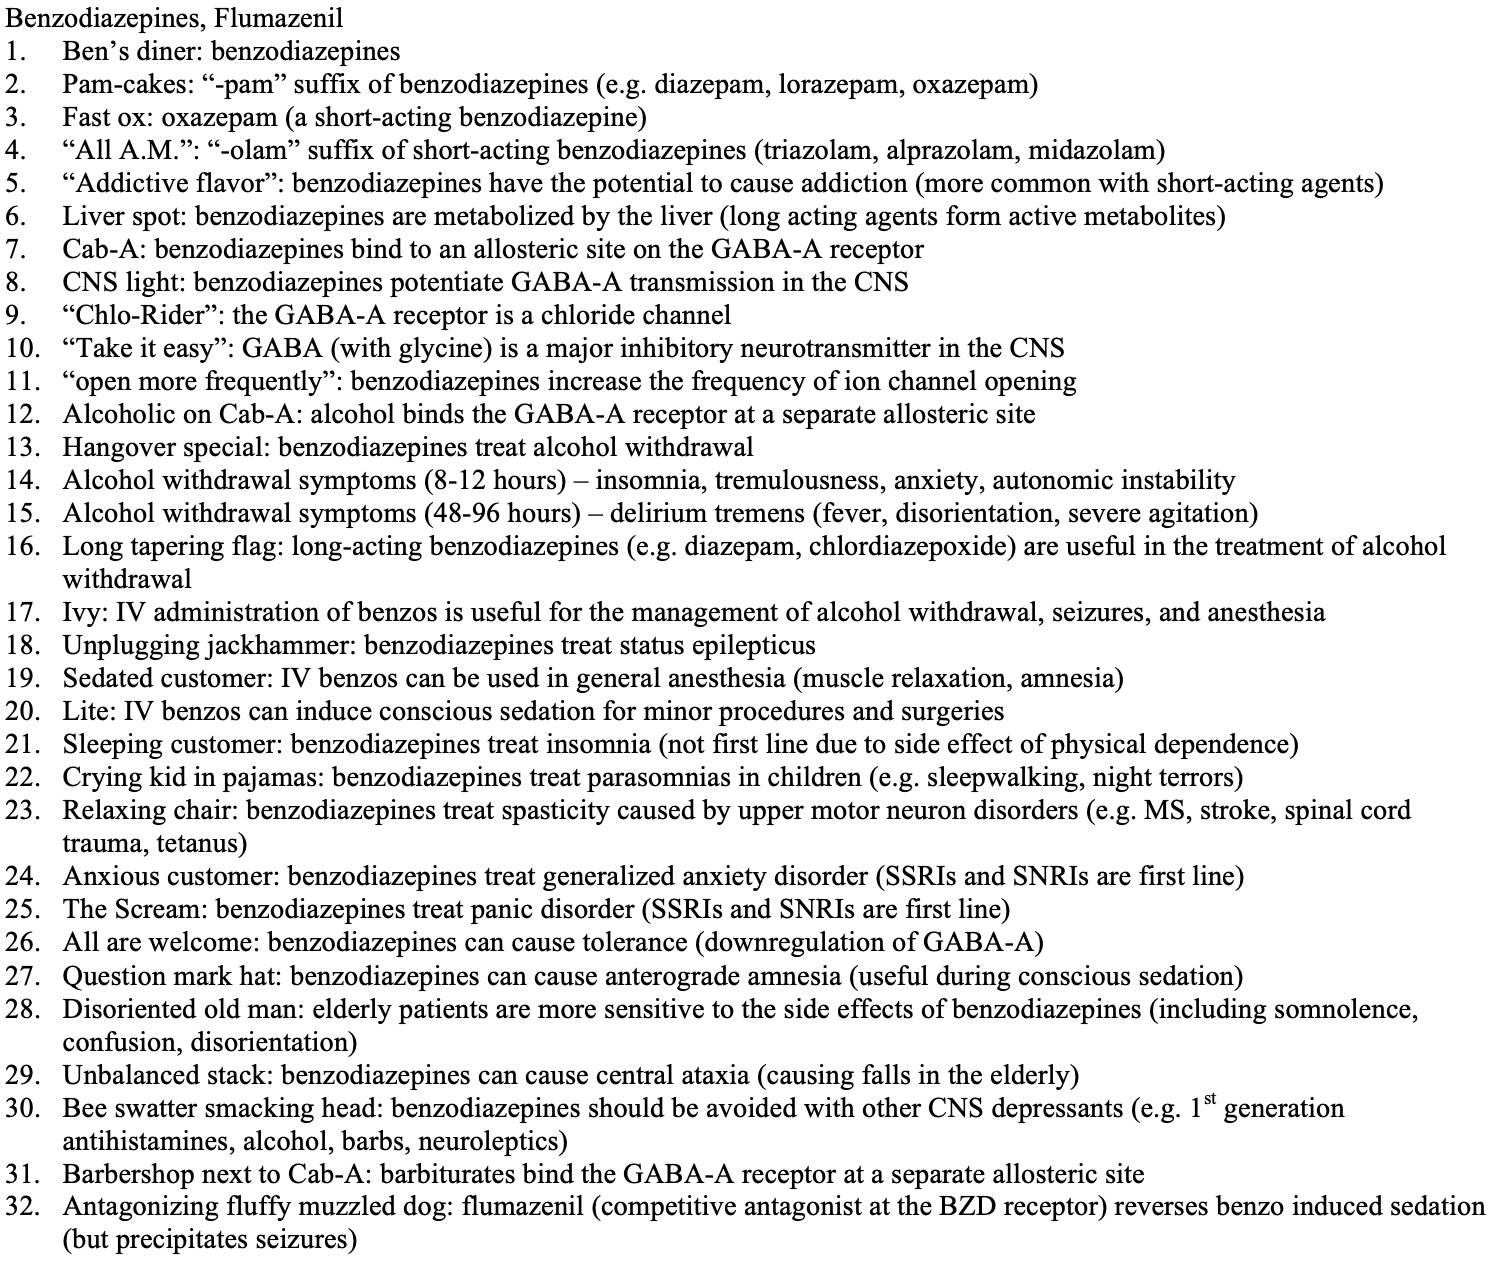 Benzodiazepines, Flumazenil
1. Ben’s diner: benzodiazepines
2. Pam-cakes: “-pam” suffix of benzodiazepines (e.g. diazepam, lorazepam, oxazepam)
3. Fast ox: oxazepam (a short-acting benzodiazepine)
4. “All A.M.”: “-olam” suffix of short-acting benzodiazepines (triazolam, alprazolam, midazolam)
5. “Addictive flavor”: benzodiazepines have the potential to cause addiction (more common with short-acting agents)
6. Liver spot: benzodiazepines are metabolized by the liver (long acting agents form active metabolites)
7. Cab-A: benzodiazepines bind to an allosteric site on the GABA-A receptor
8. CNS light: benzodiazepines potentiate GABA-A transmission in the CNS
9. “Chlo-Rider”: the GABA-A receptor is a chloride channel
10. “Take it easy”: GABA (with glycine) is a major inhibitory neurotransmitter in the CNS
11. “open more frequently”: benzodiazepines increase the frequency of ion channel opening
12. Alcoholic on Cab-A: alcohol binds the GABA-A receptor at a separate allosteric site
13. Hangover special: benzodiazepines treat alcohol withdrawal
14. Alcohol withdrawal symptoms (8-12 hours) – insomnia, tremulousness, anxiety, autonomic instability
15. Alcohol withdrawal symptoms (48-96 hours) – delirium tremens (fever, disorientation, severe agitation)
16. Long tapering flag: long-acting benzodiazepines (e.g. diazepam, chlordiazepoxide) are useful in the treatment of alcohol
withdrawal
17. Ivy: IV administration of benzos is useful for the management of alcohol withdrawal, seizures, and anesthesia
18. Unplugging jackhammer: benzodiazepines treat status epilepticus
19. Sedated customer: IV benzos can be used in general anesthesia (muscle relaxation, amnesia)
20. Lite: IV benzos can induce conscious sedation for minor procedures and surgeries
21. Sleeping customer: benzodiazepines treat insomnia (not first line due to side effect of physical dependence)
22. Crying kid in pajamas: benzodiazepines treat parasomnias in children (e.g. sleepwalking, night terrors)
23. Relaxing chair: benzodiazepines treat spasticity caused by upper motor neuron disorders (e.g. MS, stroke, spinal cord
trauma, tetanus)
24. Anxious customer: benzodiazepines treat generalized anxiety disorder (SSRIs and SNRIs are first line)
25. The Scream: benzodiazepines treat panic disorder (SSRIs and SNRIs are first line)
26. All are welcome: benzodiazepines can cause tolerance (downregulation of GABA-A)
27. Question mark hat: benzodiazepines can cause anterograde amnesia (useful during conscious sedation)
28. Disoriented old man: elderly patients are more sensitive to the side effects of benzodiazepines (including somnolence,
confusion, disorientation)
29. Unbalanced stack: benzodiazepines can cause central ataxia (causing falls in the elderly)
30. Bee swatter smacking head: benzodiazepines should be avoided with other CNS depressants (e.g. 1st generation
antihistamines, alcohol, barbs, neuroleptics)
31. Barbershop next to Cab-A: barbiturates bind the GABA-A receptor at a separate allosteric site
32. Antagonizing fluffy muzzled dog: flumazenil (competitive antagonist at the BZD receptor) reverses benzo induced sedation
(but precipitates seizures)